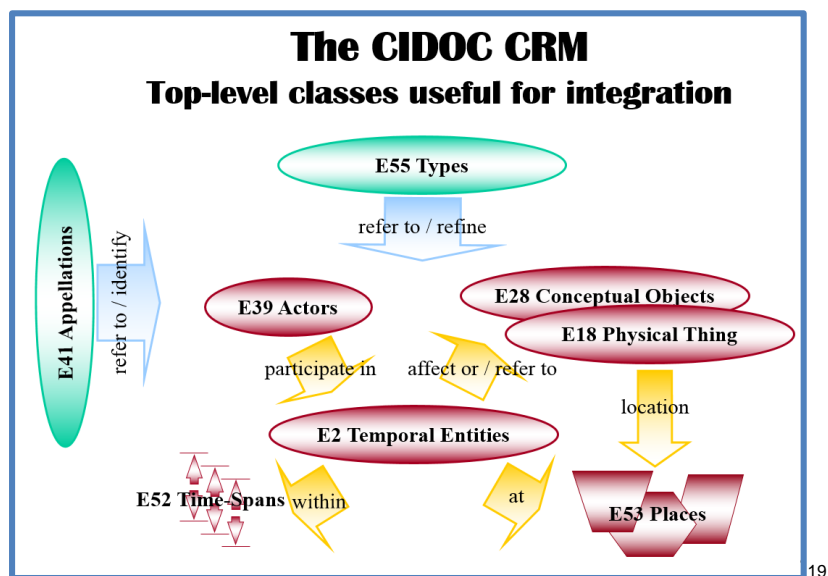 The CIDOC CRM
Top-level classes useful for integration
E55 Types
refer to / refine
E41 Appellations
refer to / identify
E39 Actors
E28 Conceptual Objects
E18 Physical Thing
participate in
affect or / refer to
location
E2 Temporal Entities
E52 Time-Spans
within
at
E53 Places
19